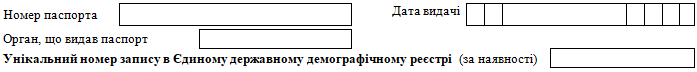 Номер паспорта Дата видачі
Орган, що видав паспорт
Унікальний номер запису в Єдиному державному демографічному реєстрі (за наявності)